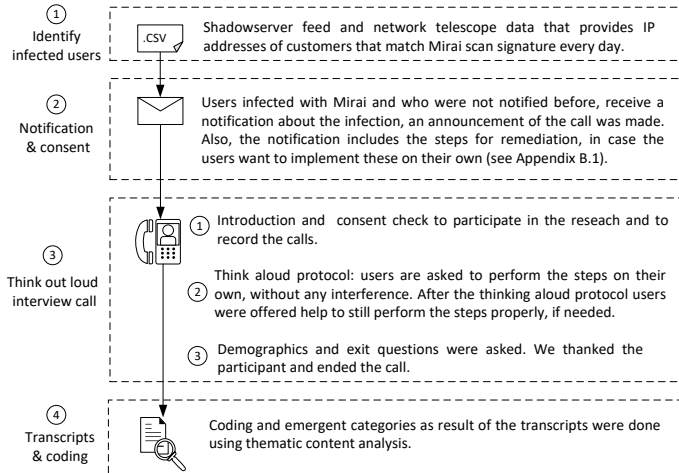 1
Identify
infected users
.CSV
Shadowserver feed and network telescope data that provides IP
addresses of customers that match Mirai scan signature every day.
2
Notification
& consent
Users infected with Mirai and who were not notified before, receive a
notification about the infection, an announcement of the call was made.
Also, the notification includes the steps for remediation, in case the
users want to implement these on their own (see Appendix B.1).
3
Think out loud
interview call
1 Introduction and consent check to participate in the reseach and to
record the calls.
Think aloud protocol: users are asked to perform the steps on their
2 own, without any interference. After the thinking aloud protocol users
were offered help to still perform the steps properly, if needed.
3 Demographics and exit questions were asked. We thanked the
participant and ended the call.
4
Transcripts
& coding
Coding and emergent categories as result of the transcripts were done
using thematic content analysis.